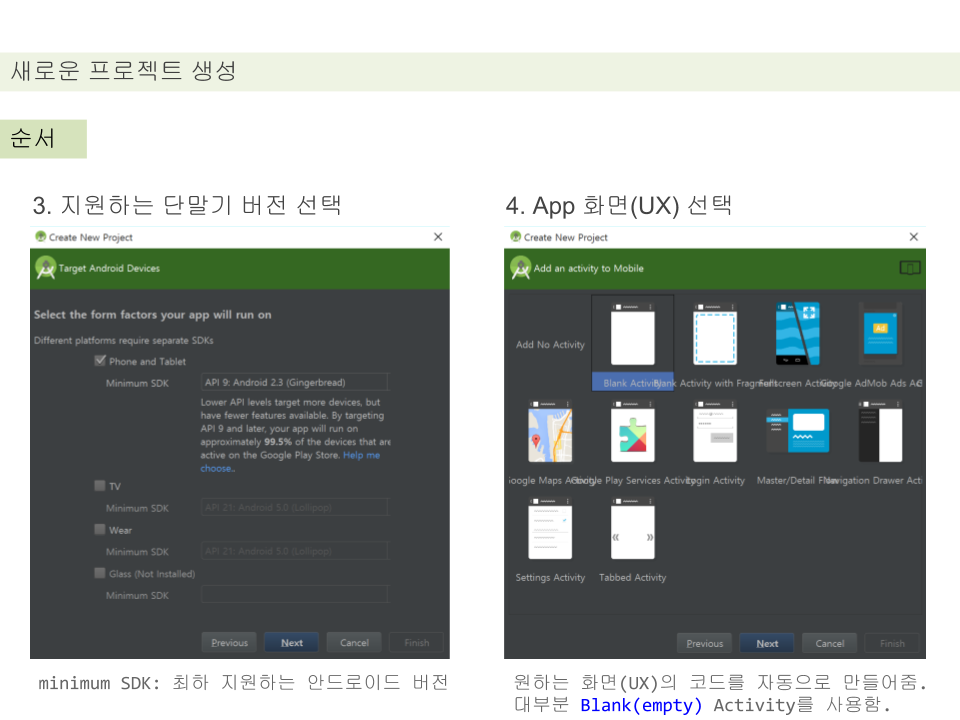 새로운 프로젝트 생성
순서
3. 지원하는 단말기 버전 선택
Create New Project
Target Android Devices
Select the form factors your app will run on
Different platforms require separate SDKs
Phone and Tablet
Minimum SDK
API 9: Android 2.3 (Gingerbread)
Lower API levels target more devices, but
have fewer features available. By targeting
API 9 and later, your app will run on
approximately 99.5% of the devices that are
active on the Google Play Store. Help me
choose..
TV
Minimum SDK
API 21: Android 5.0 (Lollipop)
Wear
Minimum SDK
API 21: Android 5.0 (Lollipop)
Glass (Not Installed)
Minimum SDK
Previous Next Cancel Finish
minimum SDK: 최하 지원하는 안드로이드 버전
4. App 화면(UX) 선택
Create New Project
Add an activity to Mobile
Ad
Add No Activity
Blank Activity Blank Activity with Fragment Fullscreen Activity Google AdMob Ads Ac
Google Maps Activity Google Play Services Activity Login Activity Master/Detail Flow Navigation Drawer Acti
Settings Activity Tabbed Activity
Previous Next Cancel Finish
원하는 화면(UX)의 코드를 자동으로 만들어줌.
대부분 Blank(empty) Activity를 사용함.